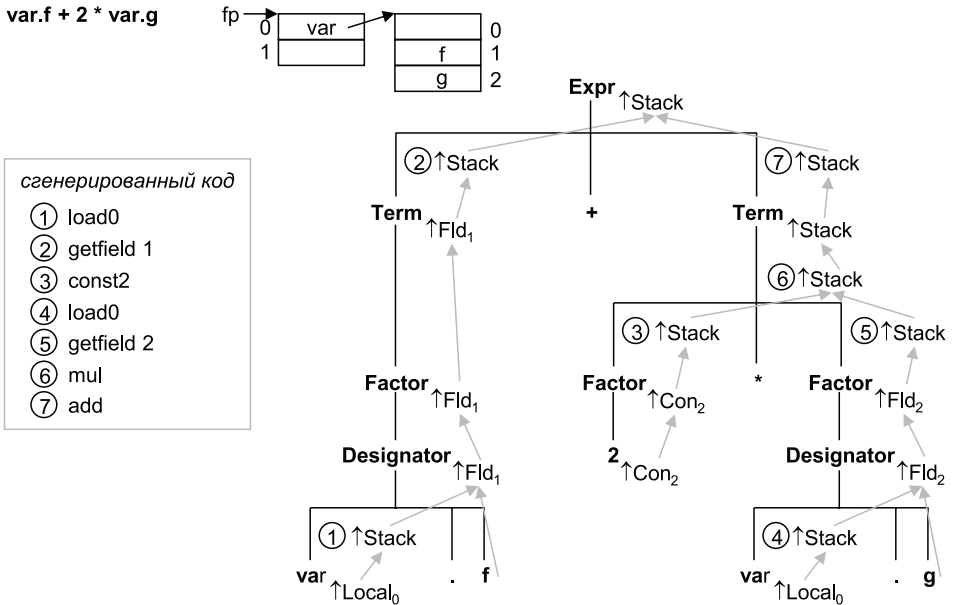 var.f + 2 * var.g
fp
0 var 0
1 f 1
g 2
Expr ↑Stack
② ↑Stack ⑦ ↑Stack
сгенерированный код
① load0
② getfield 1
③ const2
④ load0
⑤ getfield 2
⑥ mul
⑦ add
Term ↑Fld₁ + Term ↑Stack
⑥ ↑Stack
③ ↑Stack ⑤ ↑Stack
Factor ↑Fld₁ Factor ↑Con₂ * Factor ↑Fld₂
Designator ↑Fld₁ 2 ↑Con₂ Designator ↑Fld₂
① ↑Stack ④ ↑Stack
var ↑Local₀ . f var ↑Local₀ . g